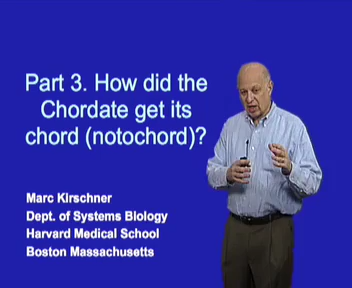 Part 3. How did the
Chordate get its
chord (notochord)?
Marc Kirschner
Dept. of Systems Biology
Harvard Medical School
Boston Massachusetts